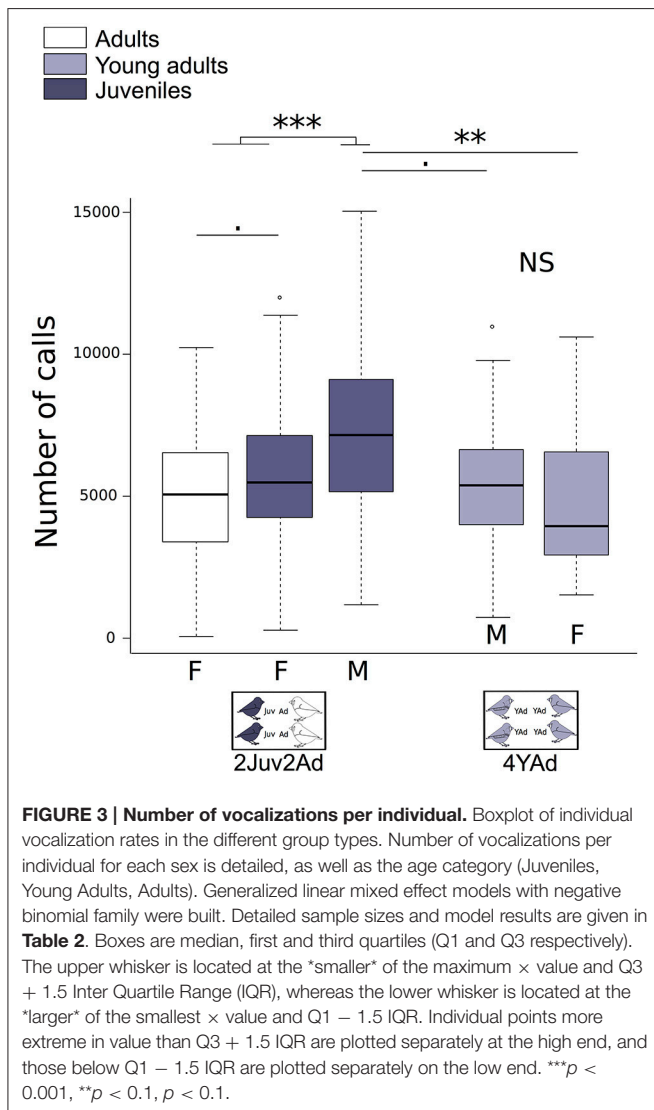 Adults
Young adults
Juveniles
***
**
.
.
NS
15000
10000
5000
0
Number of calls
F
F
M
M
F
Juv Ad
Juv Ad
YAd YAd
YAd YAd
2Juv2Ad
4YAd
FIGURE 3 | Number of vocalizations per individual. Boxplot of individual
vocalization rates in the different group types. Number of vocalizations per
individual for each sex is detailed, as well as the age category (Juveniles,
Young Adults, Adults). Generalized linear mixed effect models with negative
binomial family were built. Detailed sample sizes and model results are given in
Table 2. Boxes are median, first and third quartiles (Q1 and Q3 respectively).
The upper whisker is located at the *smaller* of the maximum × value and Q3
+ 1.5 Inter Quartile Range (IQR), whereas the lower whisker is located at the
*larger* of the smallest × value and Q1 − 1.5 IQR. Individual points more
extreme in value than Q3 + 1.5 IQR are plotted separately at the high end, and
those below Q1 − 1.5 IQR are plotted separately on the low end. ***p <
0.001, **p < 0.1, p < 0.1.